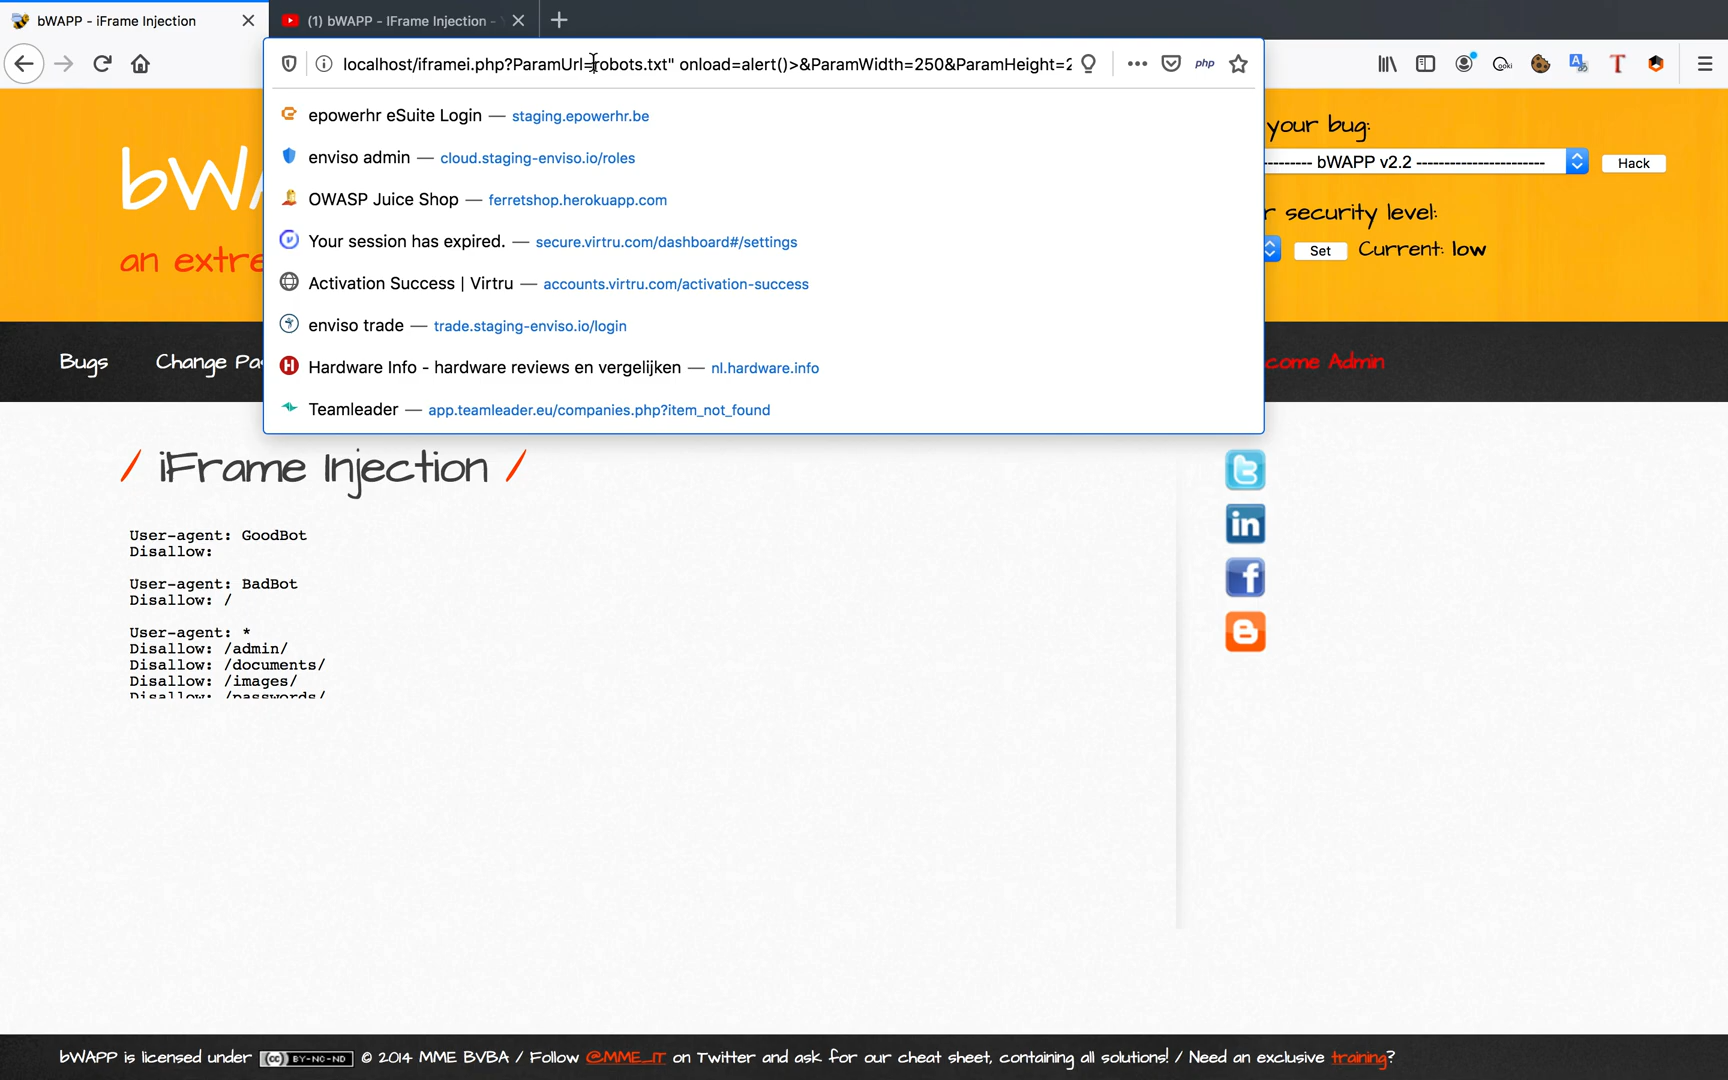 bWAPP - iFrame Injection
(1) bWAPP - IFrame Injection -
localhost/iframei.php?ParamUrl=robots.txt" onload=alert()>&ParamWidth=250&ParamHeight=2
php
epowerhr eSuite Login — staging.epowerhr.be
enviso admin — cloud.staging-enviso.io/roles
OWASP Juice Shop — ferretshop.herokuapp.com
Your session has expired. — secure.virtru.com/dashboard#/settings
Activation Success | Virtru — accounts.virtru.com/activation-success
enviso trade — trade.staging-enviso.io/login
Hardware Info - hardware reviews en vergelijken — nl.hardware.info
Teamleader — app.teamleader.eu/companies.php?item_not_found
bWA
an extre
your bug:
--------- bWAPP v2.2 -----------------------
Hack
r security level:
Set
Current: low
Bugs
Change Pa
come Admin
/ iFrame Injection /
User-agent: GoodBot
Disallow:
User-agent: BadBot
Disallow: /
User-agent: *
Disallow: /admin/
Disallow: /documents/
Disallow: /images/
Disallow: /passwords/
bWAPP is licensed under (cc) BY-NC-ND © 2014 MME BVBA / Follow @MME_IT on Twitter and ask for our cheat sheet, containing all solutions! / Need an exclusive training?